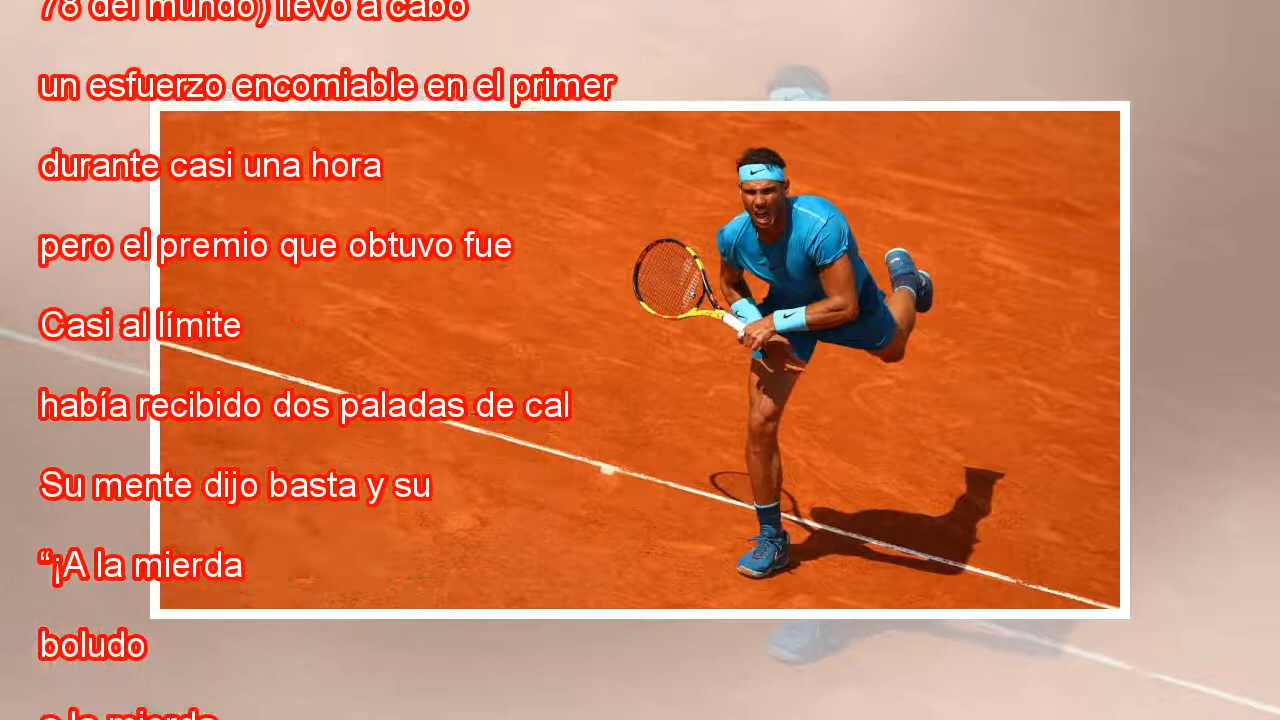 78 del mundo) llevó a cabo
un esfuerzo encomiable en el primer
durante casi una hora
pero el premio que obtuvo fue
Casi al límite
había recibido dos paladas de cal
Su mente dijo basta y su
“¡A la mierda
boludo
a la mierda